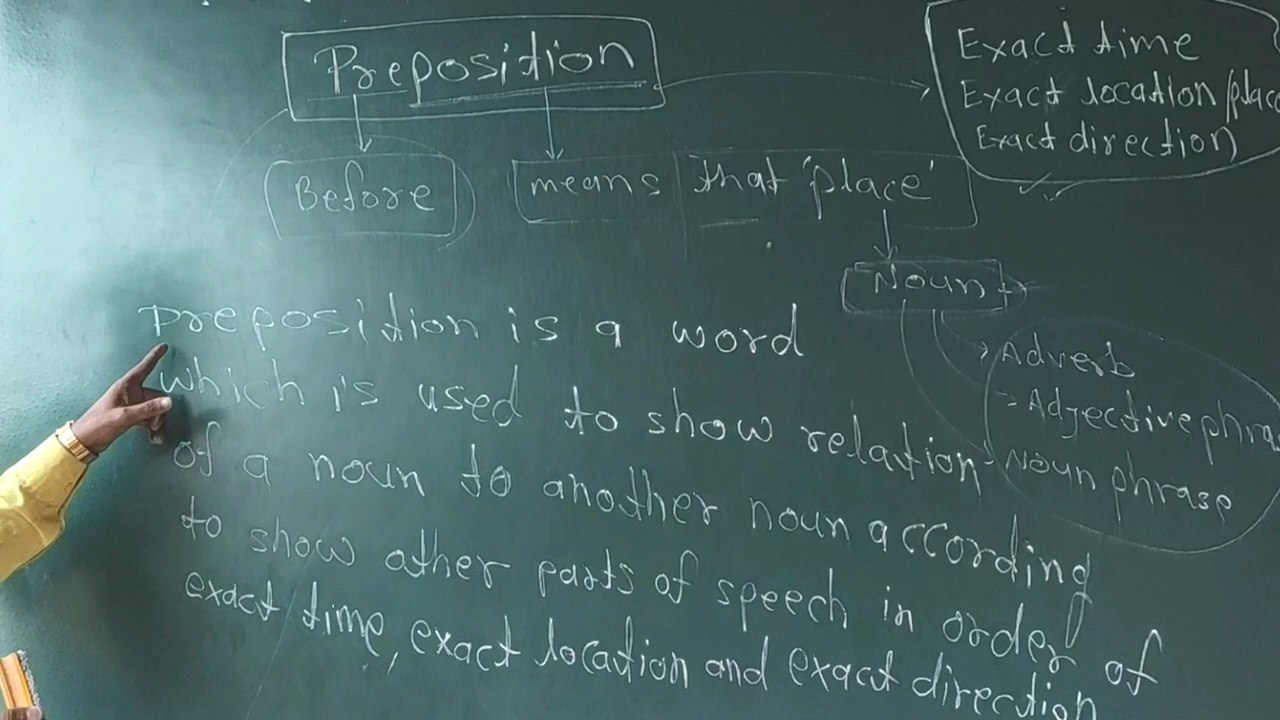 Preposition
Exact time
Exact location/place
Exact direction
Before
means that 'place'
Noun
Preposition is a word
which is used to show relation
of a noun to another noun according
to show other parts of speech in order of
exact time, exact location and exact direction
Adverb
Adjective phra
Noun phrase